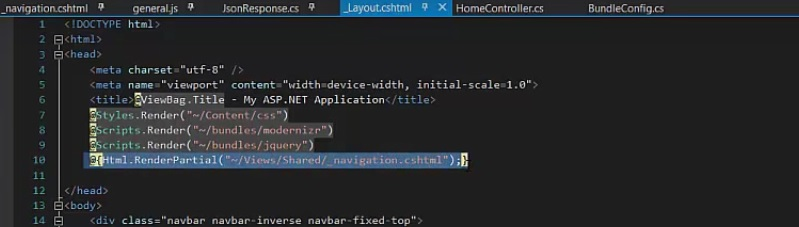 _navigation.cshtml general.js JsonResponse.cs _Layout.cshtml HomeController.cs BundleConfig.cs
1 <!DOCTYPE html>
2 <html>
3 <head>
4 <meta charset="utf-8" />
5 <meta name="viewport" content="width=device-width, initial-scale=1.0">
6 <title>@ViewBag.Title - My ASP.NET Application</title>
7 @Styles.Render("~/Content/css")
8 @Scripts.Render("~/bundles/modernizr")
9 @Scripts.Render("~/bundles/jquery")
10 @{Html.RenderPartial("~/Views/Shared/_navigation.cshtml");}
11
12 </head>
13 <body>
14 <div class="navbar navbar-inverse navbar-fixed-top">